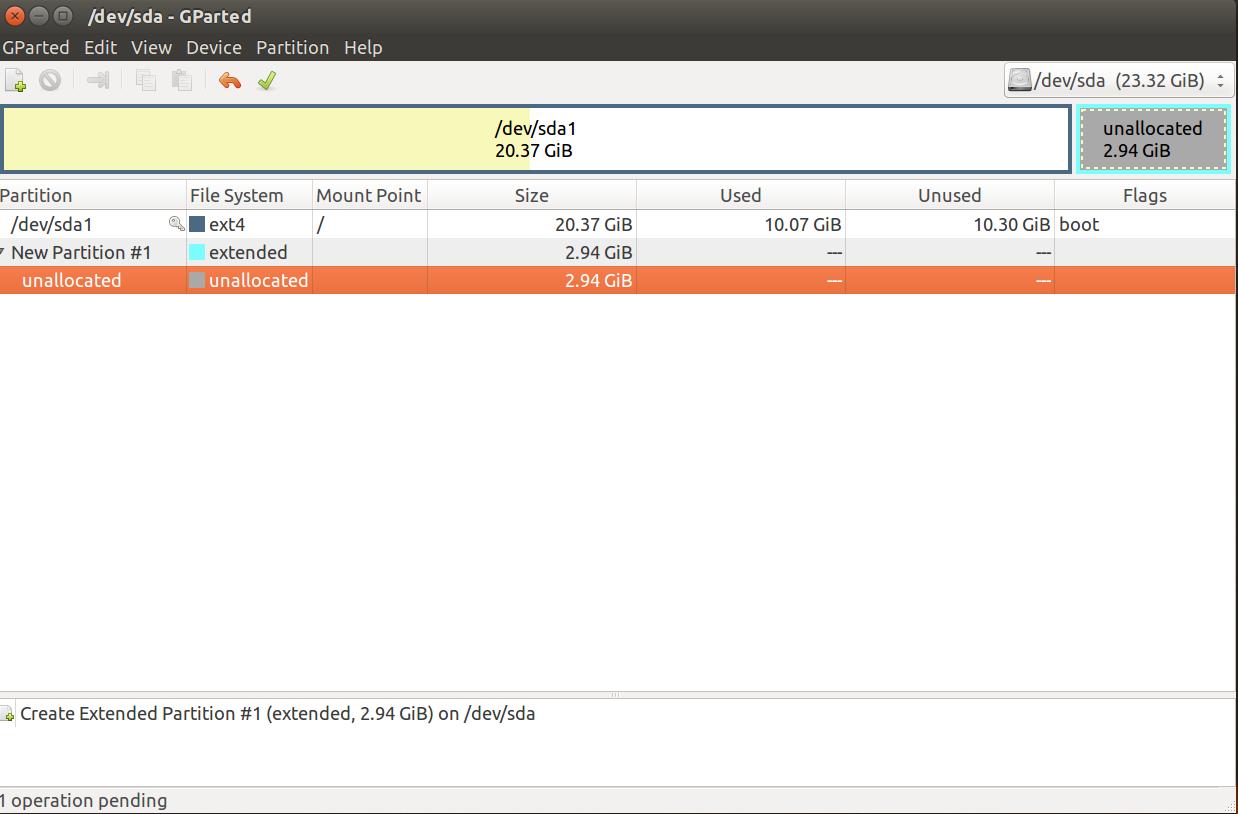 /dev/sda - GParted
GParted Edit View Device Partition Help
/dev/sda (23.32 GiB)
/dev/sda1
20.37 GiB
unallocated
2.94 GiB
Partition File System Mount Point Size Used Unused Flags
/dev/sda1 ext4 / 20.37 GiB 10.07 GiB 10.30 GiB boot
New Partition #1 extended 2.94 GiB --- ---
unallocated unallocated 2.94 GiB --- ---
Create Extended Partition #1 (extended, 2.94 GiB) on /dev/sda
1 operation pending